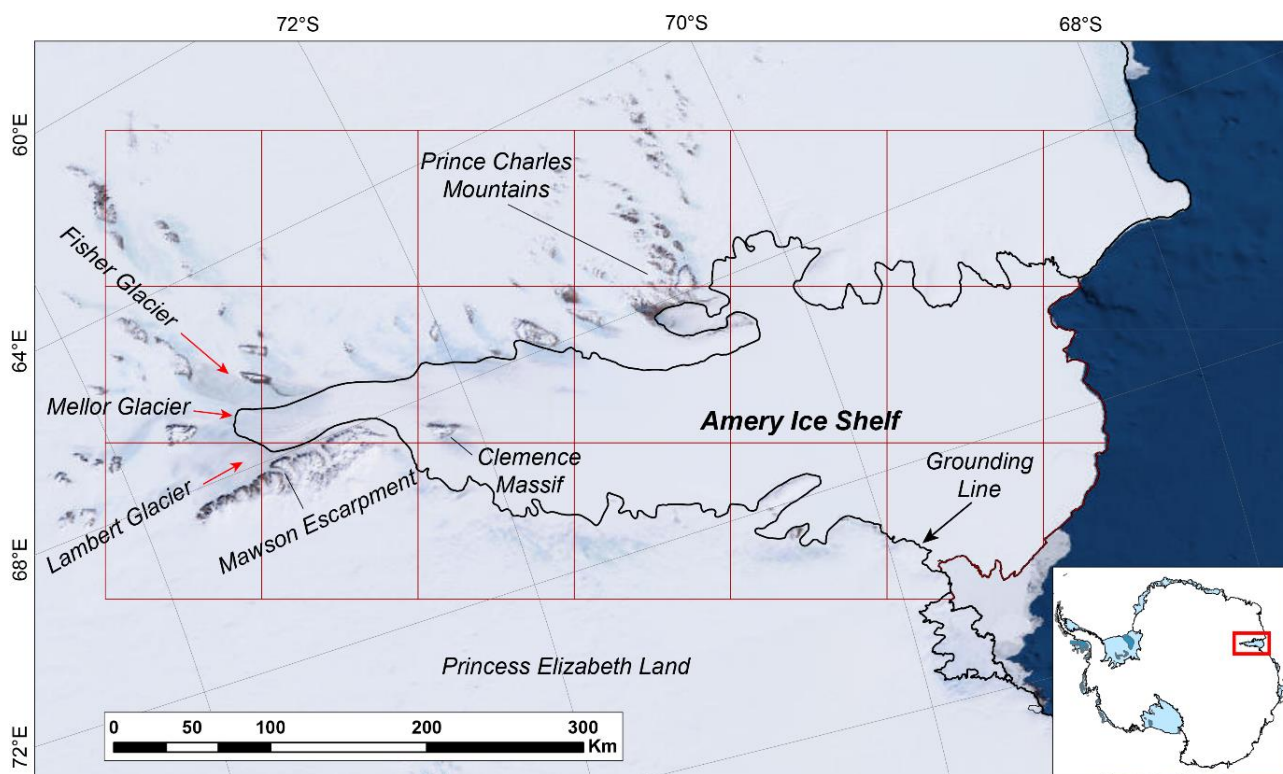 72°S
70°S
68°S
60°E
64°E
68°E
72°E
Prince Charles
Mountains
Fisher Glacier
Mellor Glacier
Lambert Glacier
Mawson Escarpment
Clemence
Massif
Amery Ice Shelf
Grounding
Line
Princess Elizabeth Land
0 50 100 200 300
Km